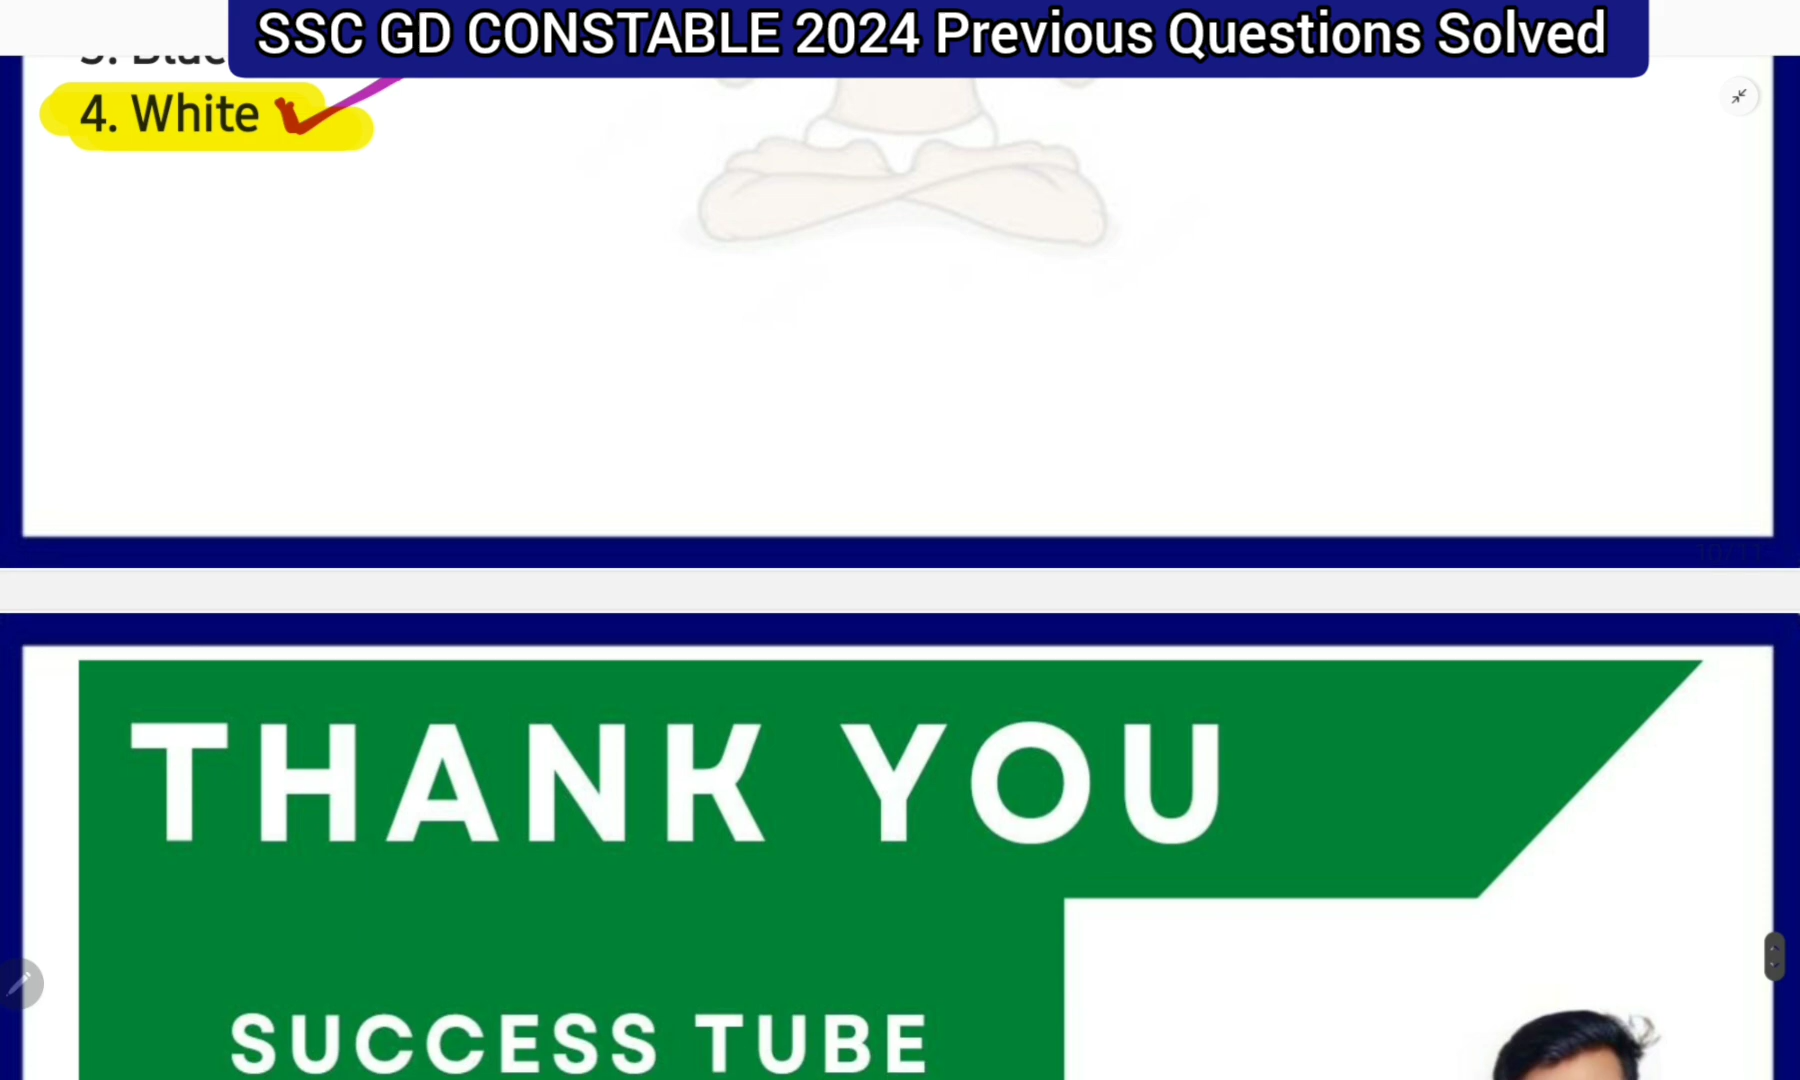 SSC GD CONSTABLE 2024 Previous Questions Solved
4. White
THANK YOU
SUCCESS TUBE